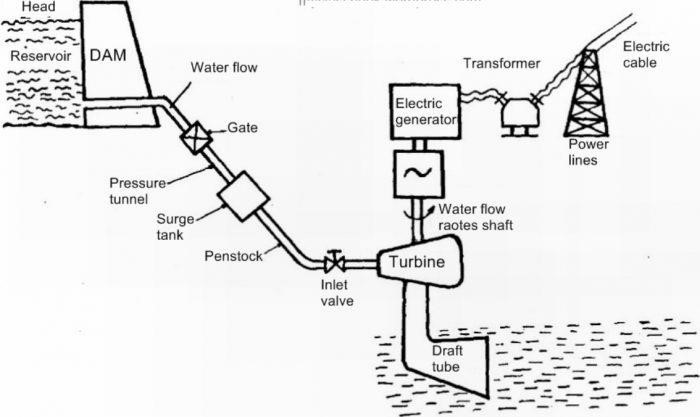 Head
Reservoir
DAM
Water flow
Gate
Pressure
tunnel
Surge
tank
Penstock
Inlet
valve
Turbine
Water flow
raotes shaft
Electric
generator
Transformer
Electric
cable
Power
lines
Draft
tube